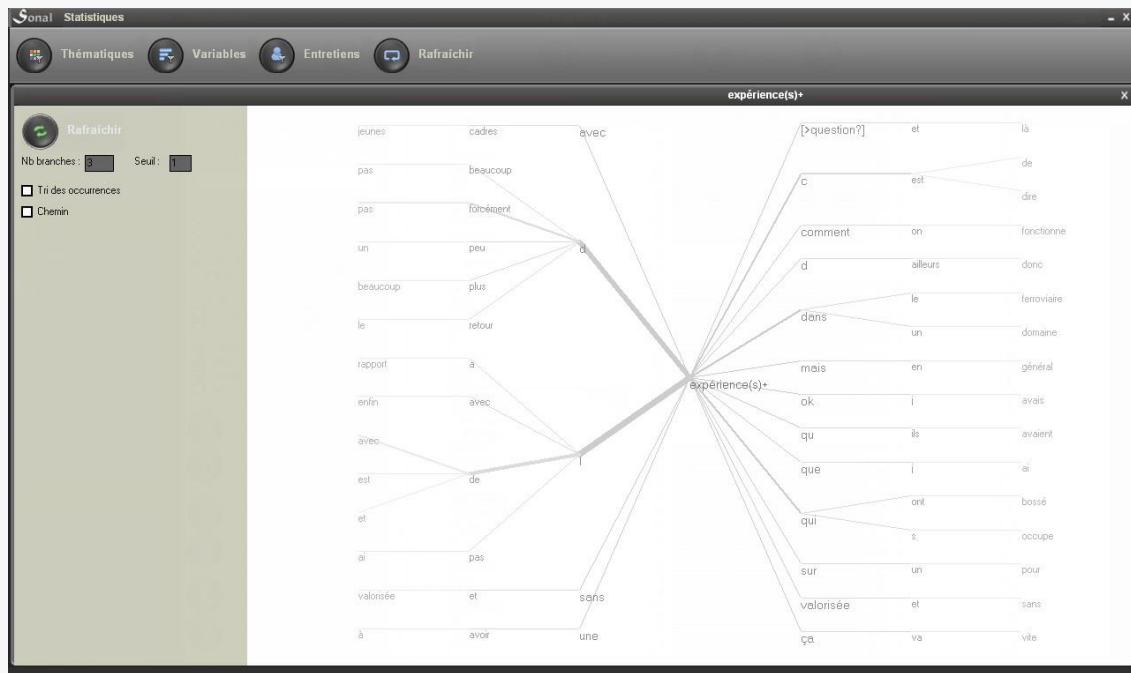 Sonal Statistiques
Thématiques Variables Entretiens Rafraîchir
expérience(s)+
Rafraîchir
Nb branches : 3 Seuil : 1
Tri des occurrences
Chemin
jeunes cadres avec
pas beaucoup
pas forcément
un peu
d
beaucoup plus
le retour
rapport à
enfin avec
l
avec
est de
et
ai pas
valorisée et sans
à avoir une
expérience(s)+
[>question?] et là
c est de
dire
comment on fonctionne
d ailleurs donc
dans le ferroviaire
un domaine
mais en général
ok j avais
qu ils avaient
que j ai
qui ont bossé
s occupe
sur un pour
valorisée et sans
ça va vite